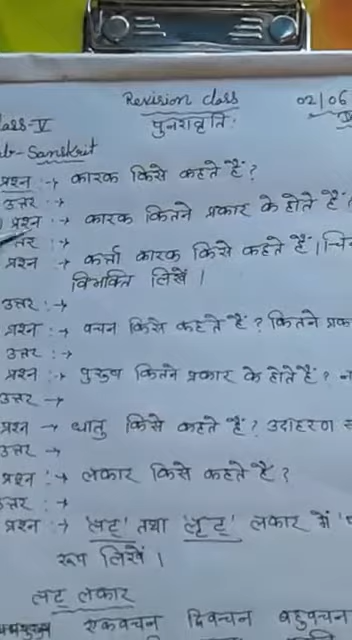 Revision class 02/06
पुनरावृति:
ass-V
Sanskrit
प्रश्न :→ कारक किसे कहते हैं ?
उत्तर :→
प्रश्न :→ कारक कितने प्रकार के होते हैं
त्तर :→
प्रश्न :→ कर्त्ता कारक किसे कहते हैं । चि
विभक्ति लिखें ।
उत्तर :→
प्रश्न :→ वचन किसे कहते हैं ? कितने प्रक
उत्तर :→
प्रश्न :→ पुरुष कितने प्रकार के होते हैं ?
उत्तर →
प्रश्न → धातु किसे कहते हैं ? उदाहरण
उत्तर →
प्रश्न :→ लकार किसे कहते हैं ?
उत्तर :→
प्रश्न :→ 'लट्' तथा 'लृट्' लकार में '
रूप लिखें ।
लट् लकार
एकवचन द्विवचन बहुवचन